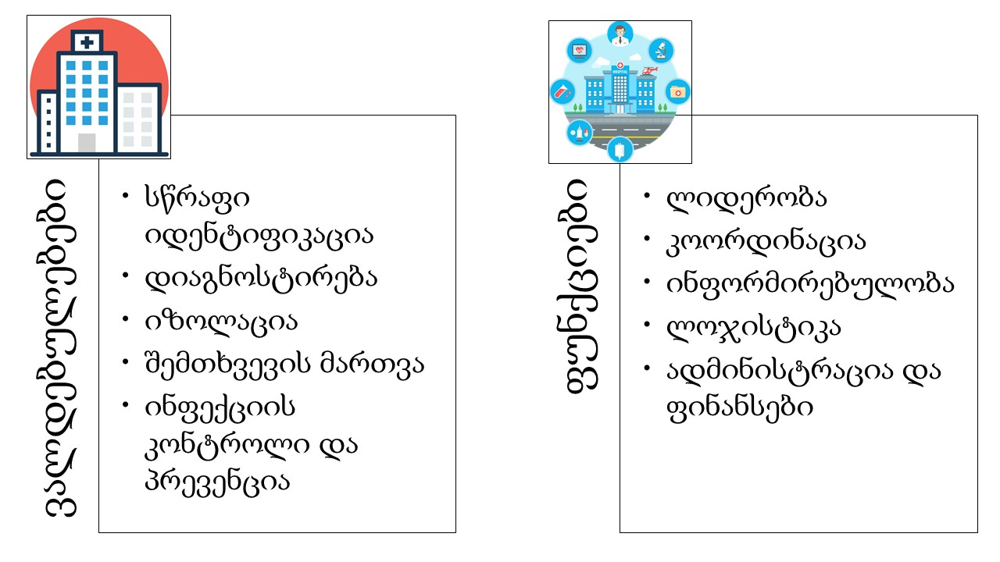 HOSPITAL
ვალდებულებები
• სწრაფი
იდენტიფიკაცია
• დიაგნოსტირება
• იზოლაცია
• შემთხვევის მართვა
• ინფექციის
კონტროლი და
პრევენცია
ფუნქციები
• ლიდერობა
• კოორდინაცია
• ინფორმირებულობა
• ლოჯისტიკა
• ადმინისტრაცია და
ფინანსები